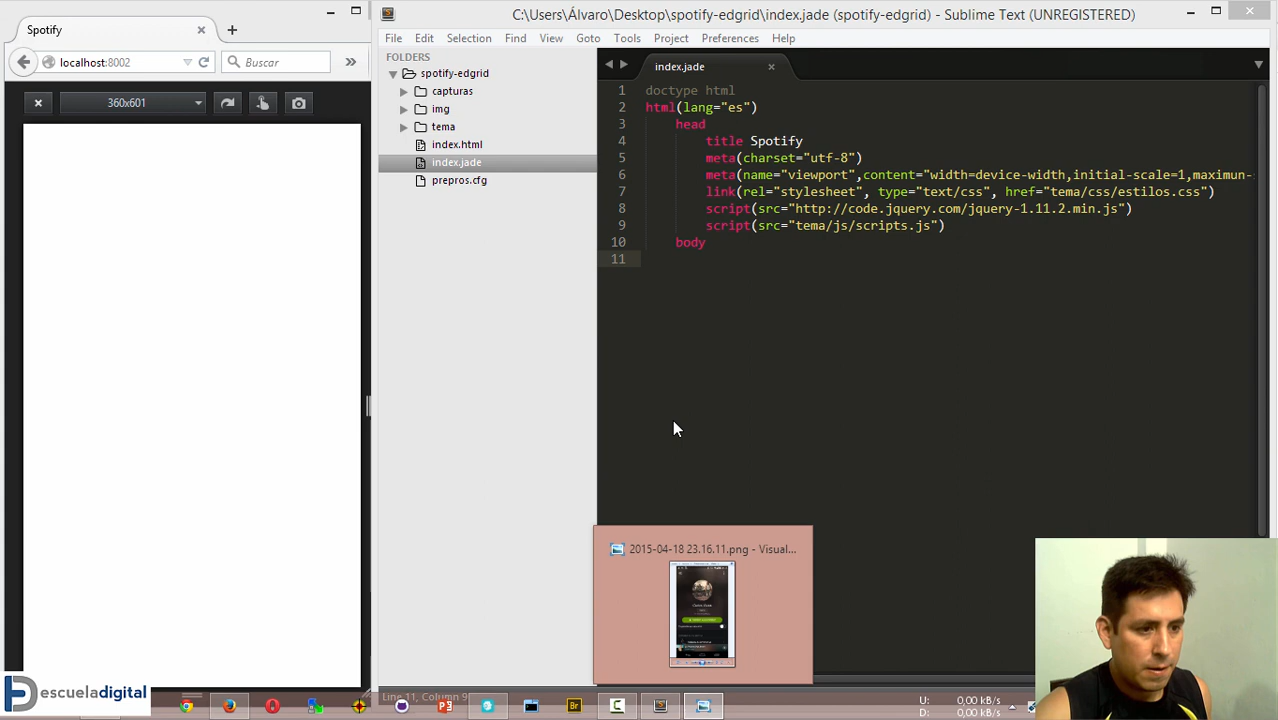 Spotify
localhost:8002
Buscar
360x601
C:\Users\Álvaro\Desktop\spotify-edgrid\index.jade (spotify-edgrid) - Sublime Text (UNREGISTERED)
File Edit Selection Find View Goto Tools Project Preferences Help
FOLDERS
spotify-edgrid
capturas
img
tema
index.html
index.jade
prepros.cfg
index.jade
1 doctype html
2 html(lang="es")
3 head
4 title Spotify
5 meta(charset="utf-8")
6 meta(name="viewport",content="width=device-width,initial-scale=1,maximun-s
7 link(rel="stylesheet", type="text/css", href="tema/css/estilos.css")
8 script(src="http://code.jquery.com/jquery-1.11.2.min.js")
9 script(src="tema/js/scripts.js")
10 body
11
2015-04-18 23.16.11.png - Visual...
escueladigital
Line 11, Column 9
U: 0,00 kB/s
D: 0,00 kB/s